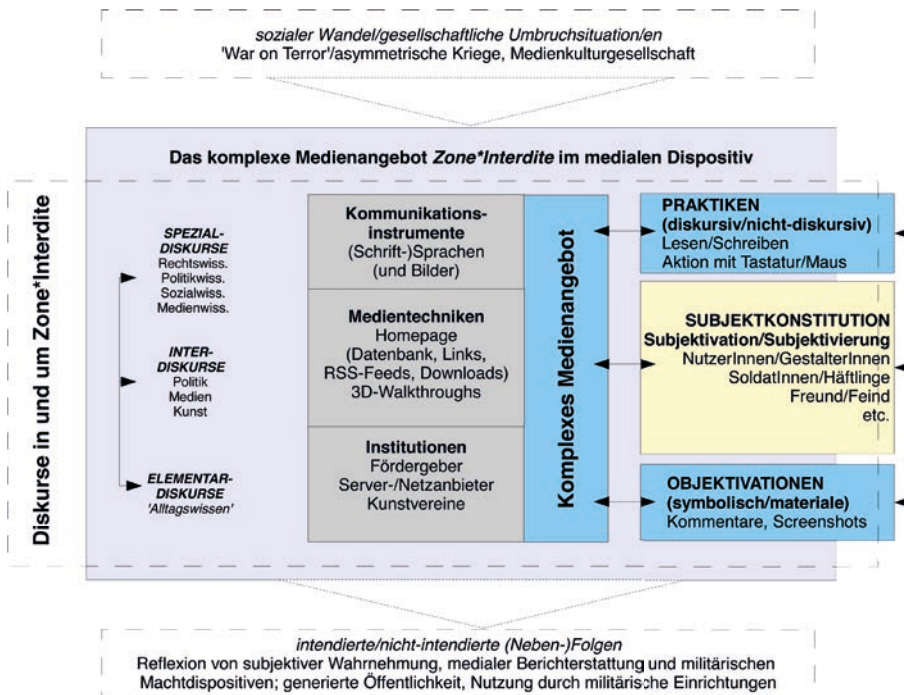 sozialer Wandel/gesellschaftliche Umbruchsituation/en
'War on Terror'/asymmetrische Kriege, Medienkulturgesellschaft
Das komplexe Medienangebot Zone*Interdite im medialen Dispositiv
Diskurse in und um Zone*Interdite
SPEZIAL-
DISKURSE
Rechtswiss.
Politikwiss.
Sozialwiss.
Medienwiss.
INTER-
DISKURSE
Politik
Medien
Kunst
ELEMENTAR-
DISKURSE
'Alltagswissen'
Kommunikations-
instrumente
(Schrift-)Sprachen
(und Bilder)
Medientechniken
Homepage
(Datenbank, Links,
RSS-Feeds, Downloads)
3D-Walkthroughs
Institutionen
Fördergeber
Server-/Netzanbieter
Kunstvereine
Komplexes Medienangebot
PRAKTIKEN
(diskursiv/nicht-diskursiv)
Lesen/Schreiben
Aktion mit Tastatur/Maus
SUBJEKTKONSTITUTION
Subjektivation/Subjektivierung
NutzerInnen/GestalterInnen
SoldatInnen/Häftlinge
Freund/Feind
etc.
OBJEKTIVATIONEN
(symbolisch/materiale)
Kommentare, Screenshots
intendierte/nicht-intendierte (Neben-)Folgen
Reflexion von subjektiver Wahrnehmung, medialer Berichterstattung und militärischen
Machtdispositiven; generierte Öffentlichkeit, Nutzung durch militärische Einrichtungen